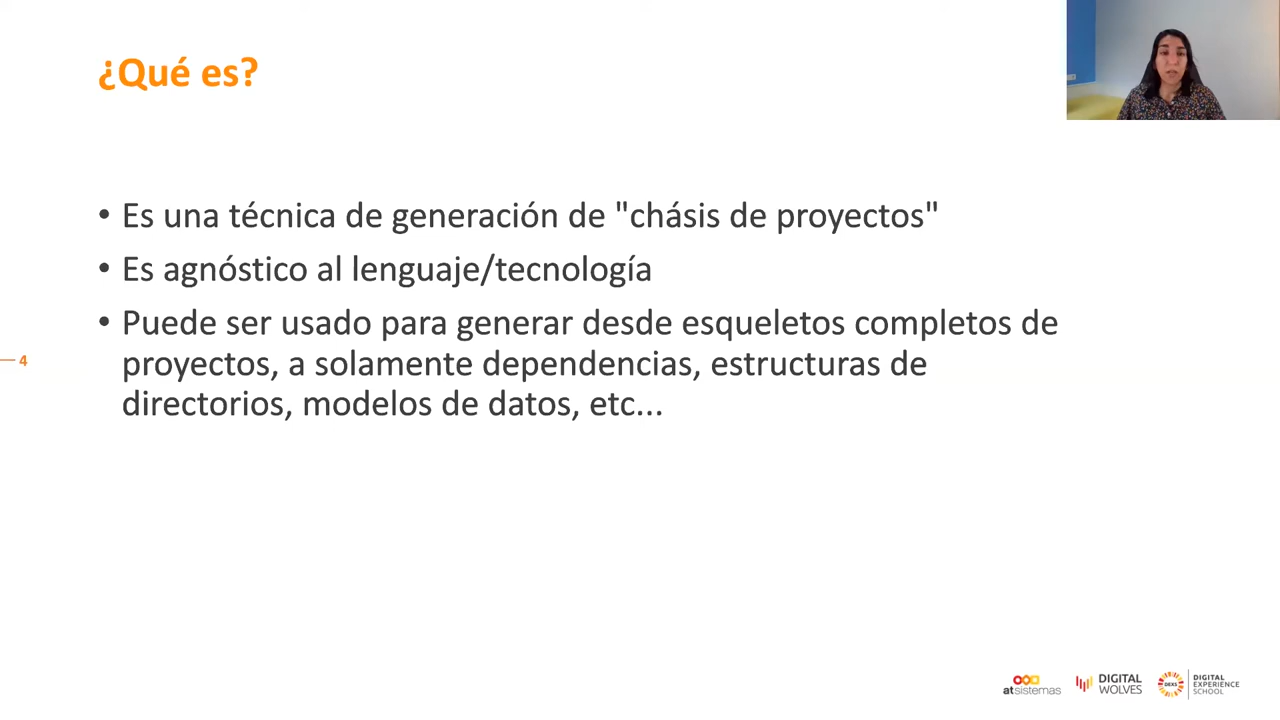 ¿Qué es?
• Es una técnica de generación de "chásis de proyectos"
• Es agnóstico al lenguaje/tecnología
• Puede ser usado para generar desde esqueletos completos de
proyectos, a solamente dependencias, estructuras de
directorios, modelos de datos, etc...
4
atsistemas
DIGITAL
WOLVES
DEXS
DIGITAL
EXPERIENCE
SCHOOL